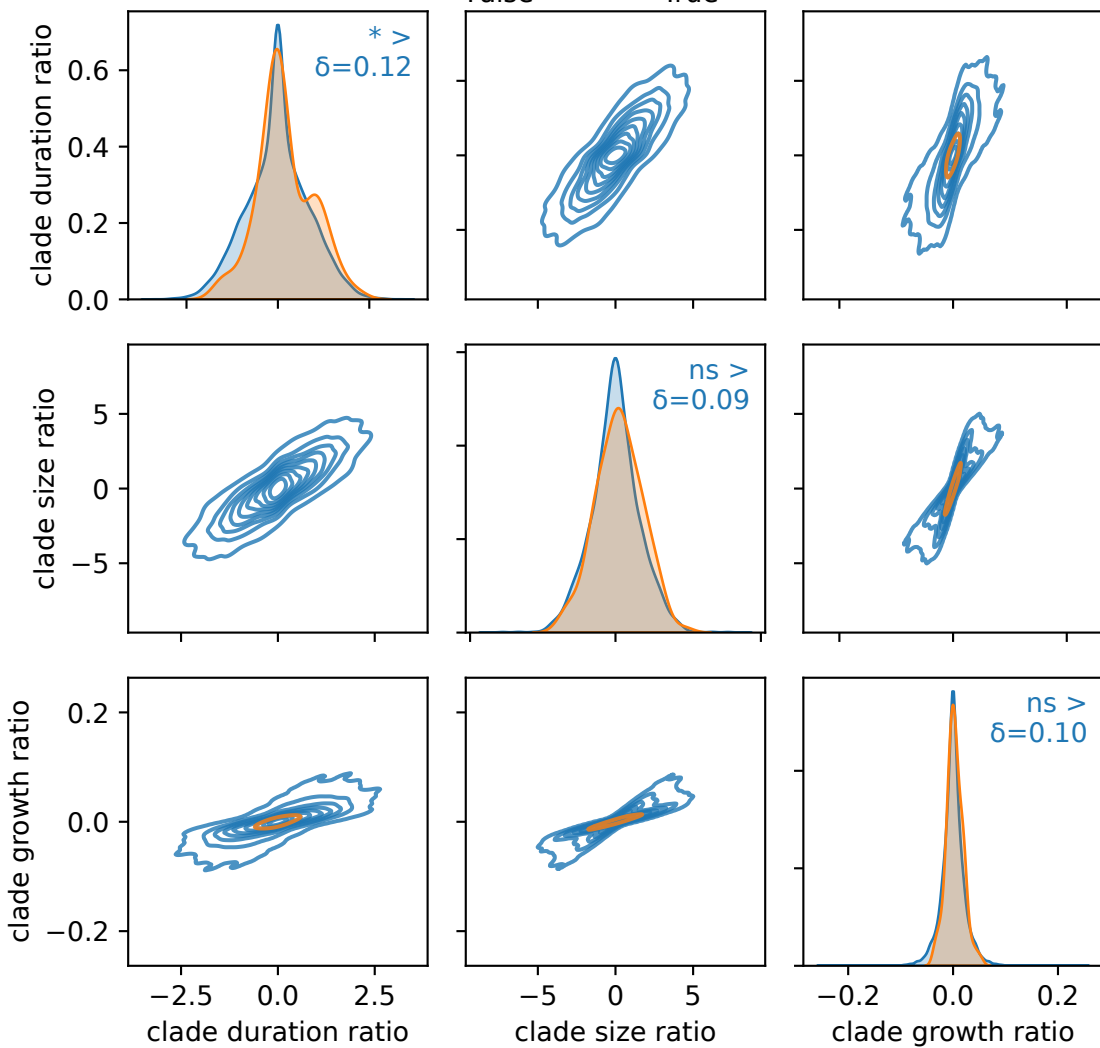 clade duration ratio
0.6
0.4
0.2
0.0
* >
δ=0.12
clade size ratio
5
0
−5
ns >
δ=0.09
clade growth ratio
0.2
0.0
−0.2
ns >
δ=0.10
−2.5 0.0 2.5
clade duration ratio
−5 0 5
clade size ratio
−0.2 0.0 0.2
clade growth ratio